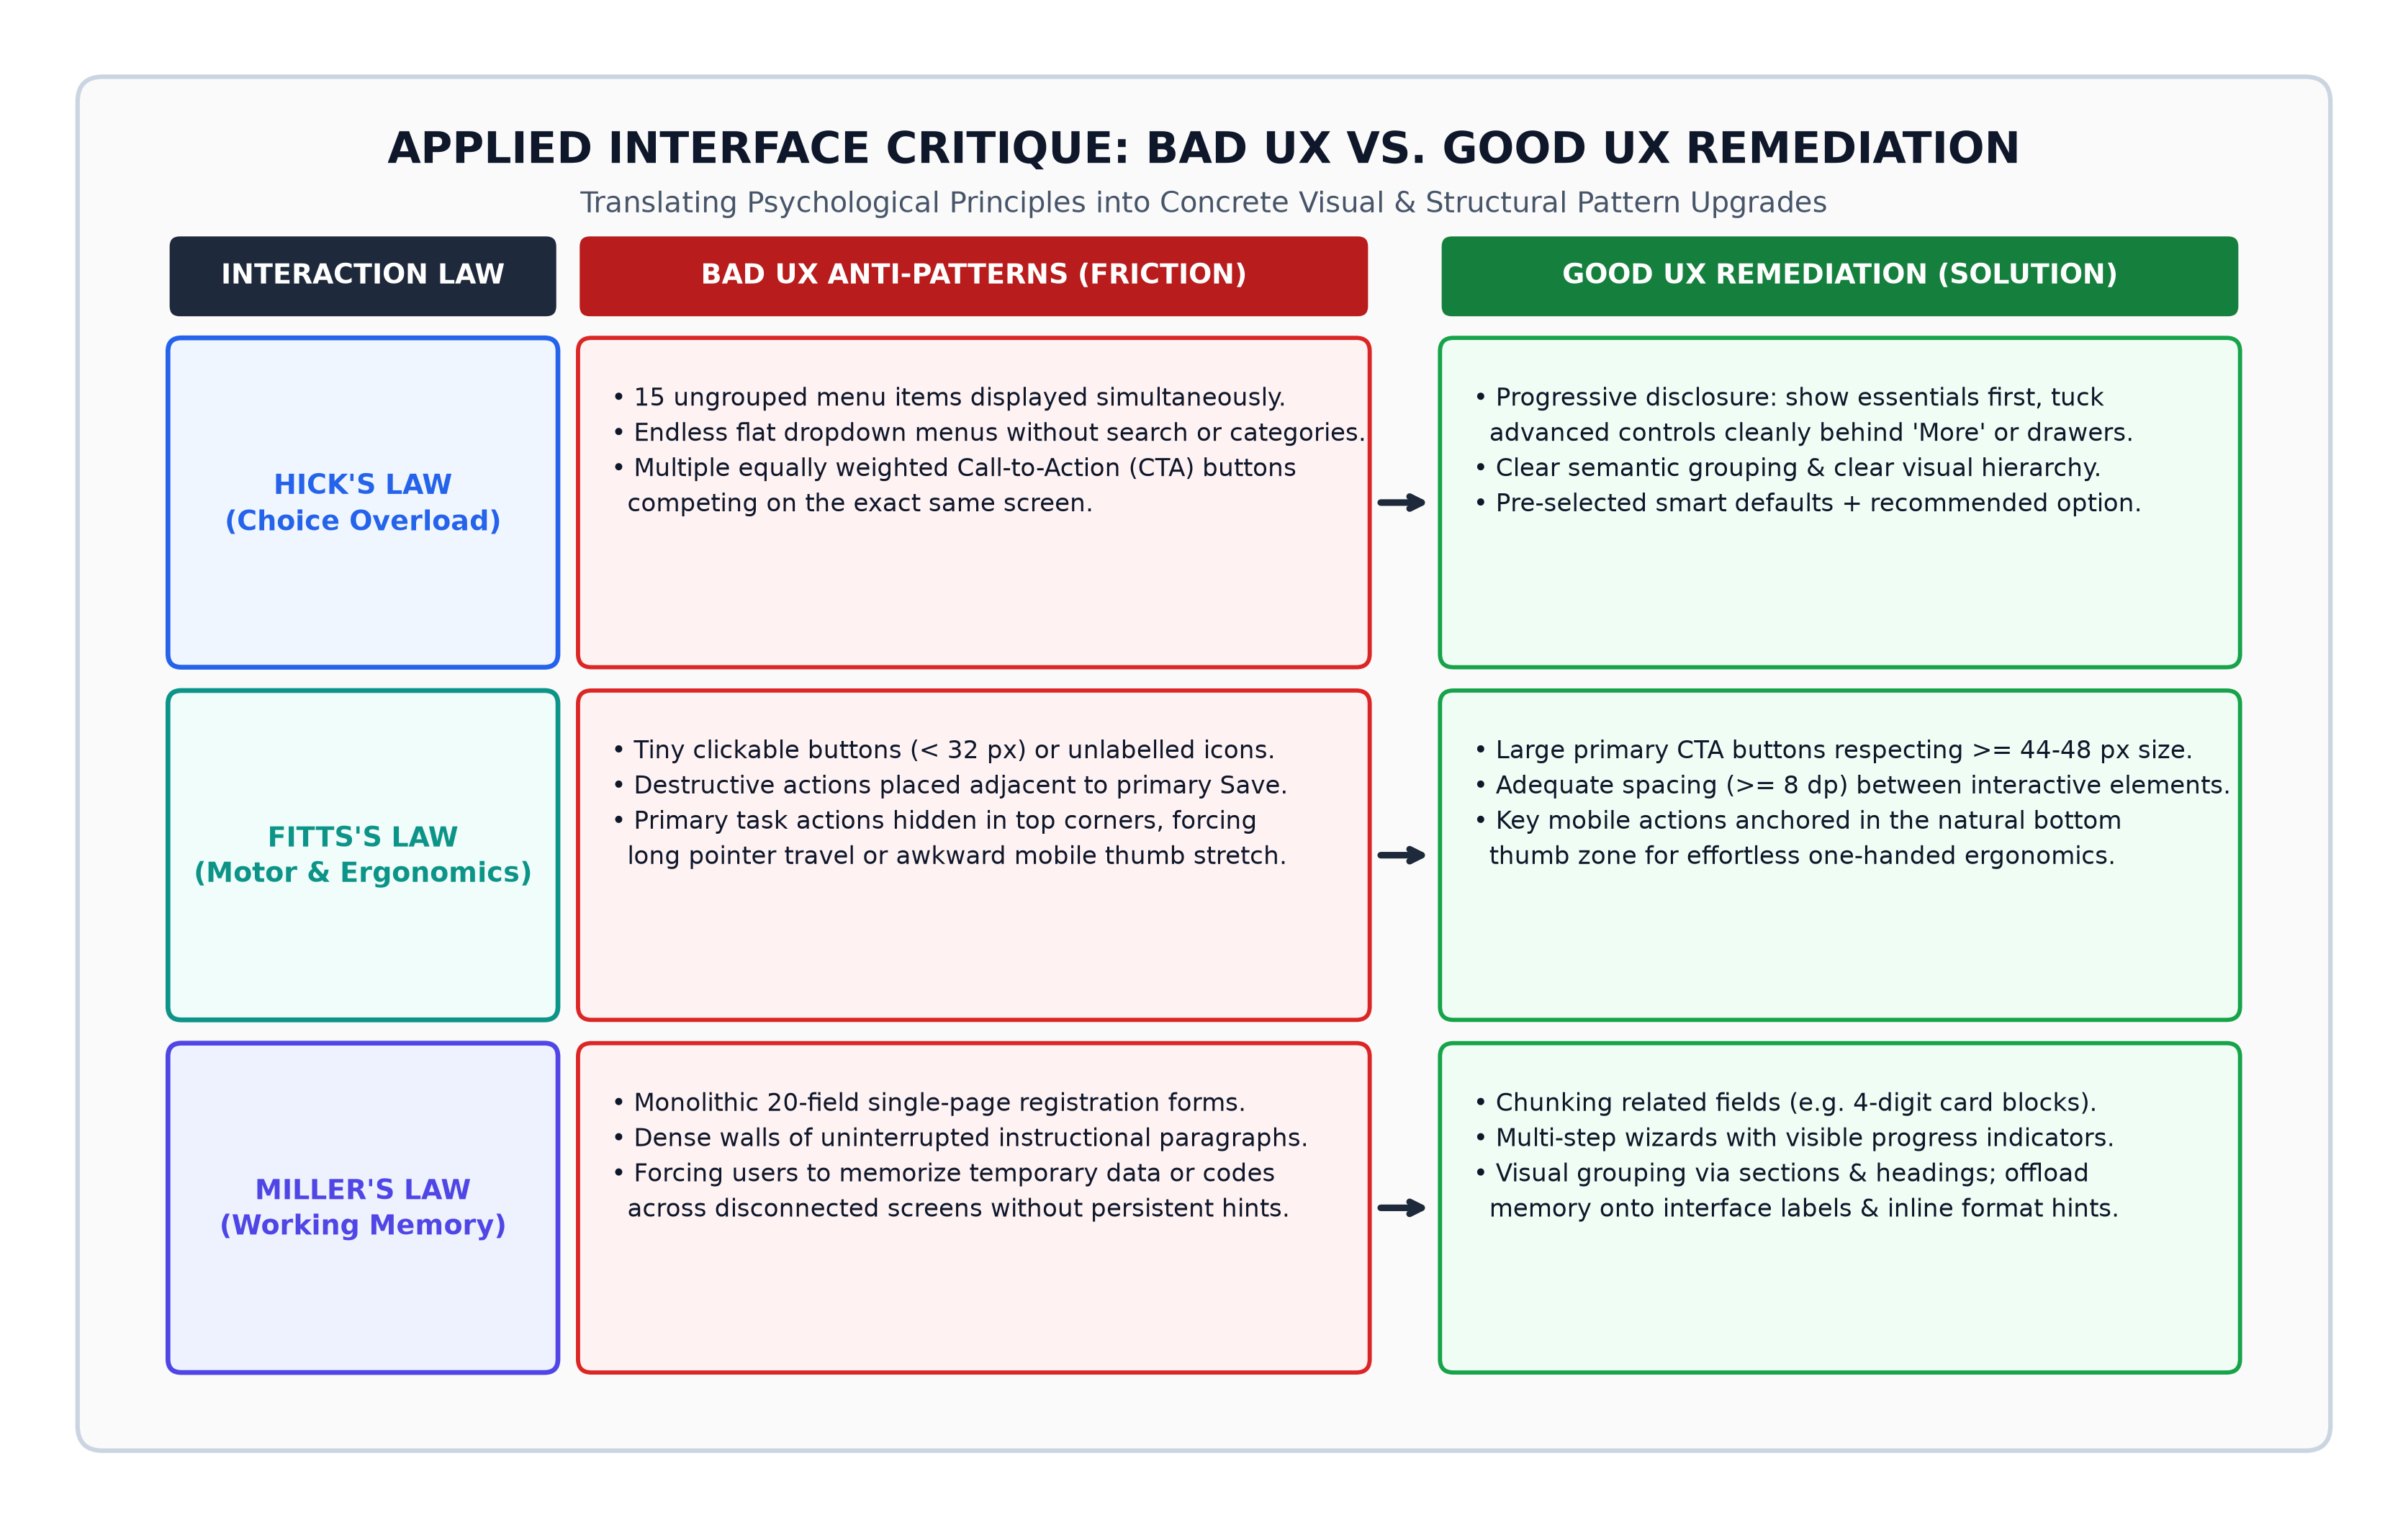 APPLIED INTERFACE CRITIQUE: BAD UX VS. GOOD UX REMEDIATION
Translating Psychological Principles into Concrete Visual & Structural Pattern Upgrades
INTERACTION LAW
BAD UX ANTI-PATTERNS (FRICTION)
GOOD UX REMEDIATION (SOLUTION)
HICK'S LAW
(Choice Overload)
• 15 ungrouped menu items displayed simultaneously.
• Endless flat dropdown menus without search or categories.
• Multiple equally weighted Call-to-Action (CTA) buttons
competing on the exact same screen.
• Progressive disclosure: show essentials first, tuck
advanced controls cleanly behind 'More' or drawers.
• Clear semantic grouping & clear visual hierarchy.
• Pre-selected smart defaults + recommended option.
FITTS'S LAW
(Motor & Ergonomics)
• Tiny clickable buttons (< 32 px) or unlabelled icons.
• Destructive actions placed adjacent to primary Save.
• Primary task actions hidden in top corners, forcing
long pointer travel or awkward mobile thumb stretch.
• Large primary CTA buttons respecting >= 44-48 px size.
• Adequate spacing (>= 8 dp) between interactive elements.
• Key mobile actions anchored in the natural bottom
thumb zone for effortless one-handed ergonomics.
MILLER'S LAW
(Working Memory)
• Monolithic 20-field single-page registration forms.
• Dense walls of uninterrupted instructional paragraphs.
• Forcing users to memorize temporary data or codes
across disconnected screens without persistent hints.
• Chunking related fields (e.g. 4-digit card blocks).
• Multi-step wizards with visible progress indicators.
• Visual grouping via sections & headings; offload
memory onto interface labels & inline format hints.